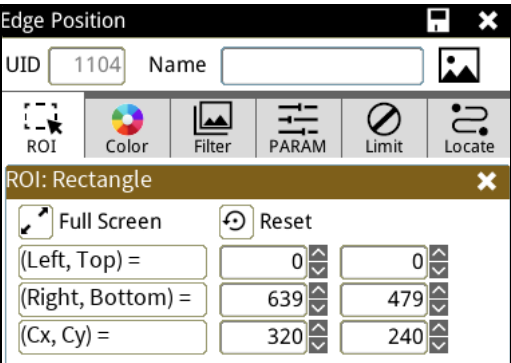 Edge Position
UID 1104 Name
ROI Color Filter PARAM Limit Locate
ROI: Rectangle
Full Screen Reset
(Left, Top) = 0 0
(Right, Bottom) = 639 479
(Cx, Cy) = 320 240